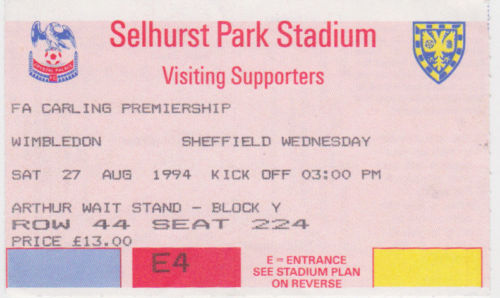 Selhurst Park Stadium
Visiting Supporters
CRYSTAL PALACE
FA CARLING PREMIERSHIP
WIMBLEDON SHEFFIELD WEDNESDAY
SAT 27 AUG 1994 KICK OFF 03:00 PM
ARTHUR WAIT STAND - BLOCK Y
ROW 44 SEAT 224
PRICE £13.00
E4
E = ENTRANCE
SEE STADIUM PLAN
ON REVERSE